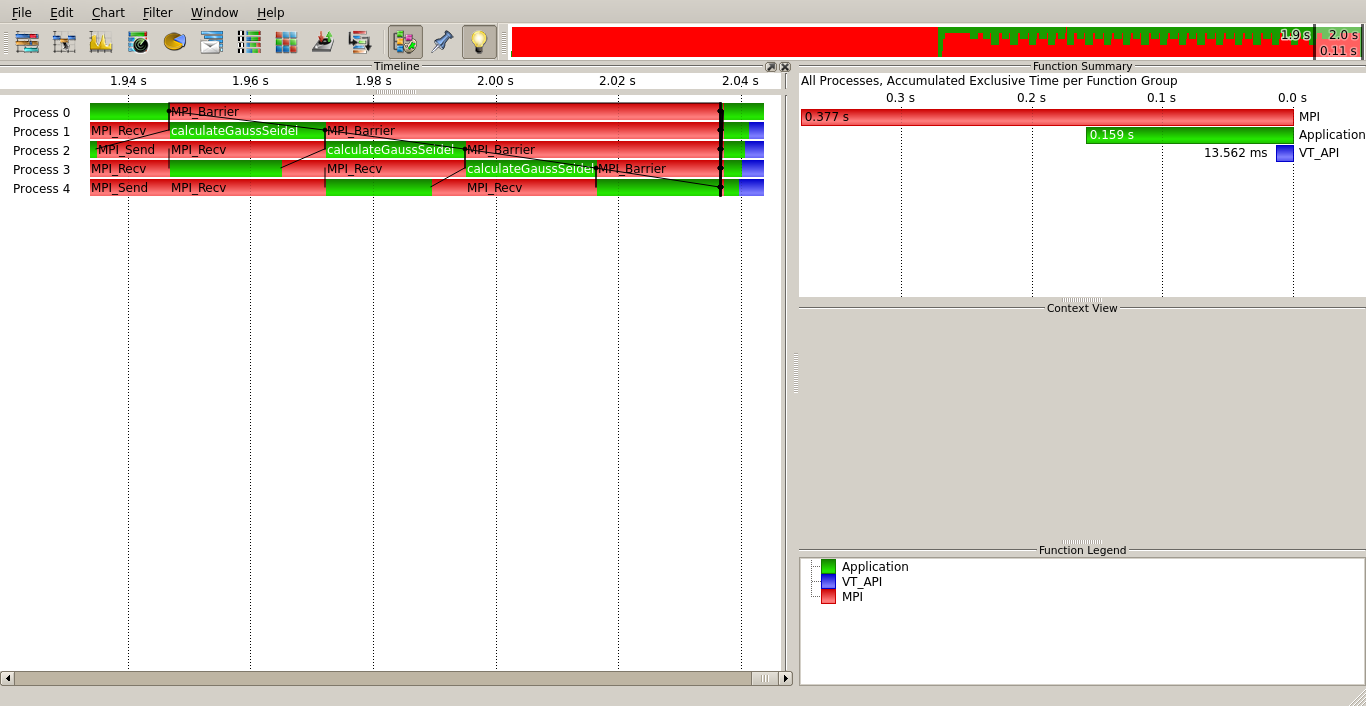 File Edit Chart Filter Window Help
1.9 s 2.0 s
0.11 s
Timeline
1.94 s 1.96 s 1.98 s 2.00 s 2.02 s 2.04 s
Process 0 MPI_Barrier
Process 1 MPI_Recv calculateGaussSeidel MPI_Barrier
Process 2 MPI_Send MPI_Recv calculateGaussSeidel MPI_Barrier
Process 3 MPI_Recv MPI_Recv calculateGaussSeidel MPI_Barrier
Process 4 MPI_Send MPI_Recv MPI_Recv
Function Summary
All Processes, Accumulated Exclusive Time per Function Group
0.3 s 0.2 s 0.1 s 0.0 s
0.377 s MPI
0.159 s Application
13.562 ms VT_API
Context View
Function Legend
Application
VT_API
MPI